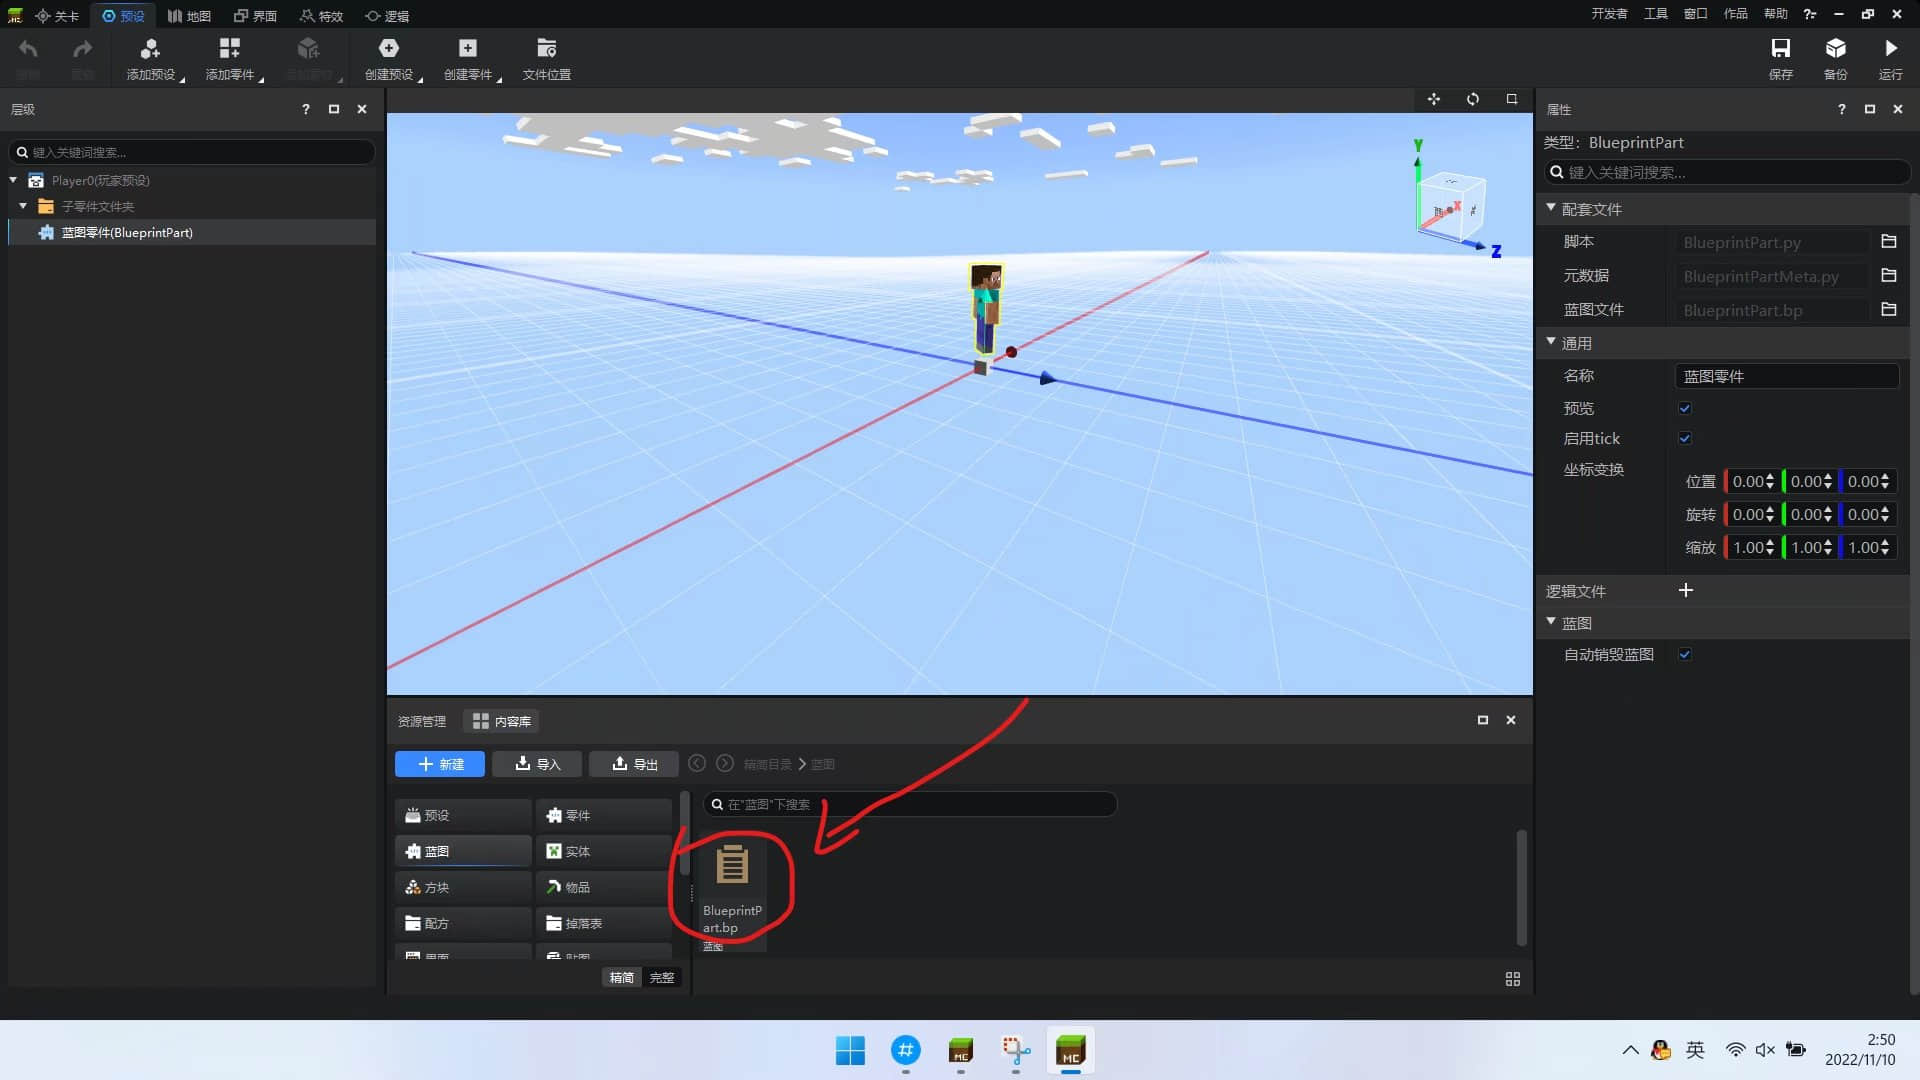 关卡
预设
地图
界面
特效
逻辑
开发者
工具
窗口
作品
帮助
添加预设
添加零件
创建预设
创建零件
文件位置
保存
备份
运行
层级
键入关键词搜索...
Player0(玩家预设)
子零件文件夹
蓝图零件(BlueprintPart)
Y
X
Z
属性
类型: BlueprintPart
键入关键词搜索...
配套文件
脚本 BlueprintPart.py
元数据 BlueprintPartMeta.py
蓝图文件 BlueprintPart.bp
通用
名称 蓝图零件
预览
启用tick
坐标变换
位置 0.00 0.00 0.00
旋转 0.00 0.00 0.00
缩放 1.00 1.00 1.00
逻辑文件
蓝图
自动销毁蓝图
资源管理
内容库
新建
导入
导出
精简目录 > 蓝图
预设
零件
蓝图
实体
方块
物品
配方
掉落表
界面
贴图
精简
完整
在"蓝图"下搜索
BlueprintP
art.bp
蓝图
MC
MC
英
2:50
2022/11/10